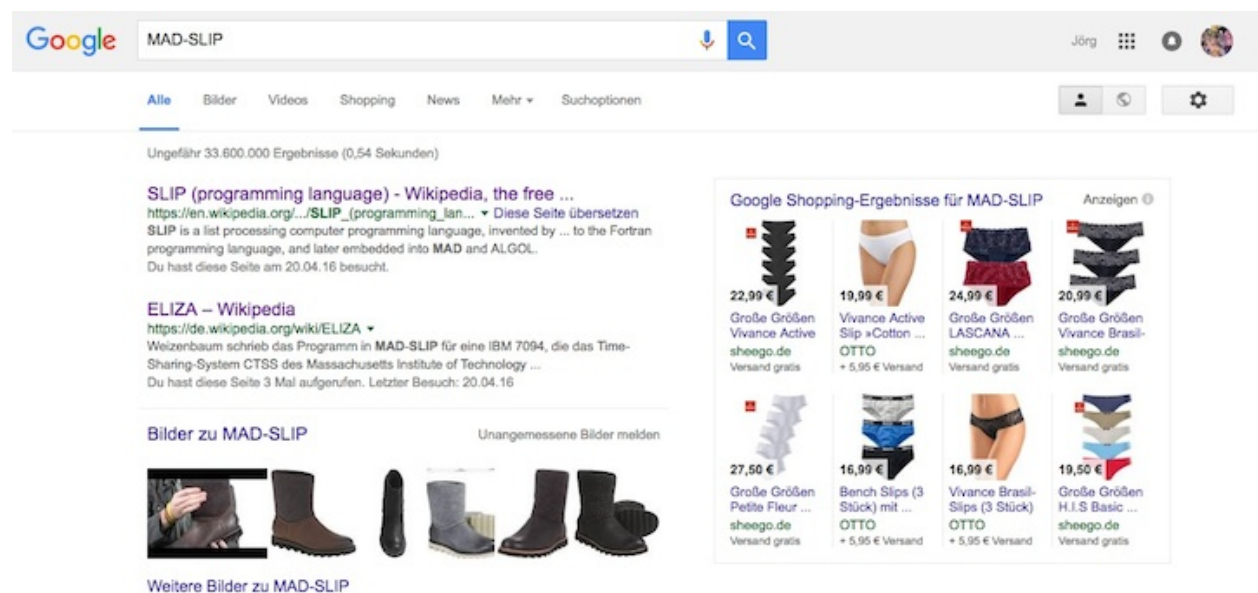 Google
MAD-SLIP
Jörg
Alle Bilder Videos Shopping News Mehr Suchoptionen
Ungefähr 33.600.000 Ergebnisse (0,54 Sekunden)
SLIP (programming language) - Wikipedia, the free ...
https://en.wikipedia.org/.../SLIP_(programming_lan... Diese Seite übersetzen
SLIP is a list processing computer programming language, invented by ... to the Fortran
programming language, and later embedded into MAD and ALGOL.
Du hast diese Seite am 20.04.16 besucht.
ELIZA – Wikipedia
https://de.wikipedia.org/wiki/ELIZA
Weizenbaum schrieb das Programm in MAD-SLIP für eine IBM 7094, die das Time-
Sharing-System CTSS des Massachusetts Institute of Technology ...
Du hast diese Seite 3 Mal aufgerufen. Letzter Besuch: 20.04.16
Bilder zu MAD-SLIP
Unangemessene Bilder melden
Weitere Bilder zu MAD-SLIP
Google Shopping-Ergebnisse für MAD-SLIP
Anzeigen
22,99 €
Große Größen
Vivance Active
sheego.de
Versand gratis
19,99 €
Vivance Active
Slip »Cotton ...
OTTO
+ 5,95 € Versand
24,99 €
Große Größen
LASCANA ...
sheego.de
Versand gratis
20,99 €
Große Größen
Vivance Brasil-
sheego.de
Versand gratis
27,50 €
Große Größen
Petite Fleur ...
sheego.de
Versand gratis
16,99 €
Bench Slips (3
Stück) mit ...
OTTO
+ 5,95 € Versand
16,99 €
Vivance Brasil-
Slips (3 Stück)
OTTO
+ 5,95 € Versand
19,50 €
Große Größen
H.I.S Basic ...
sheego.de
Versand gratis